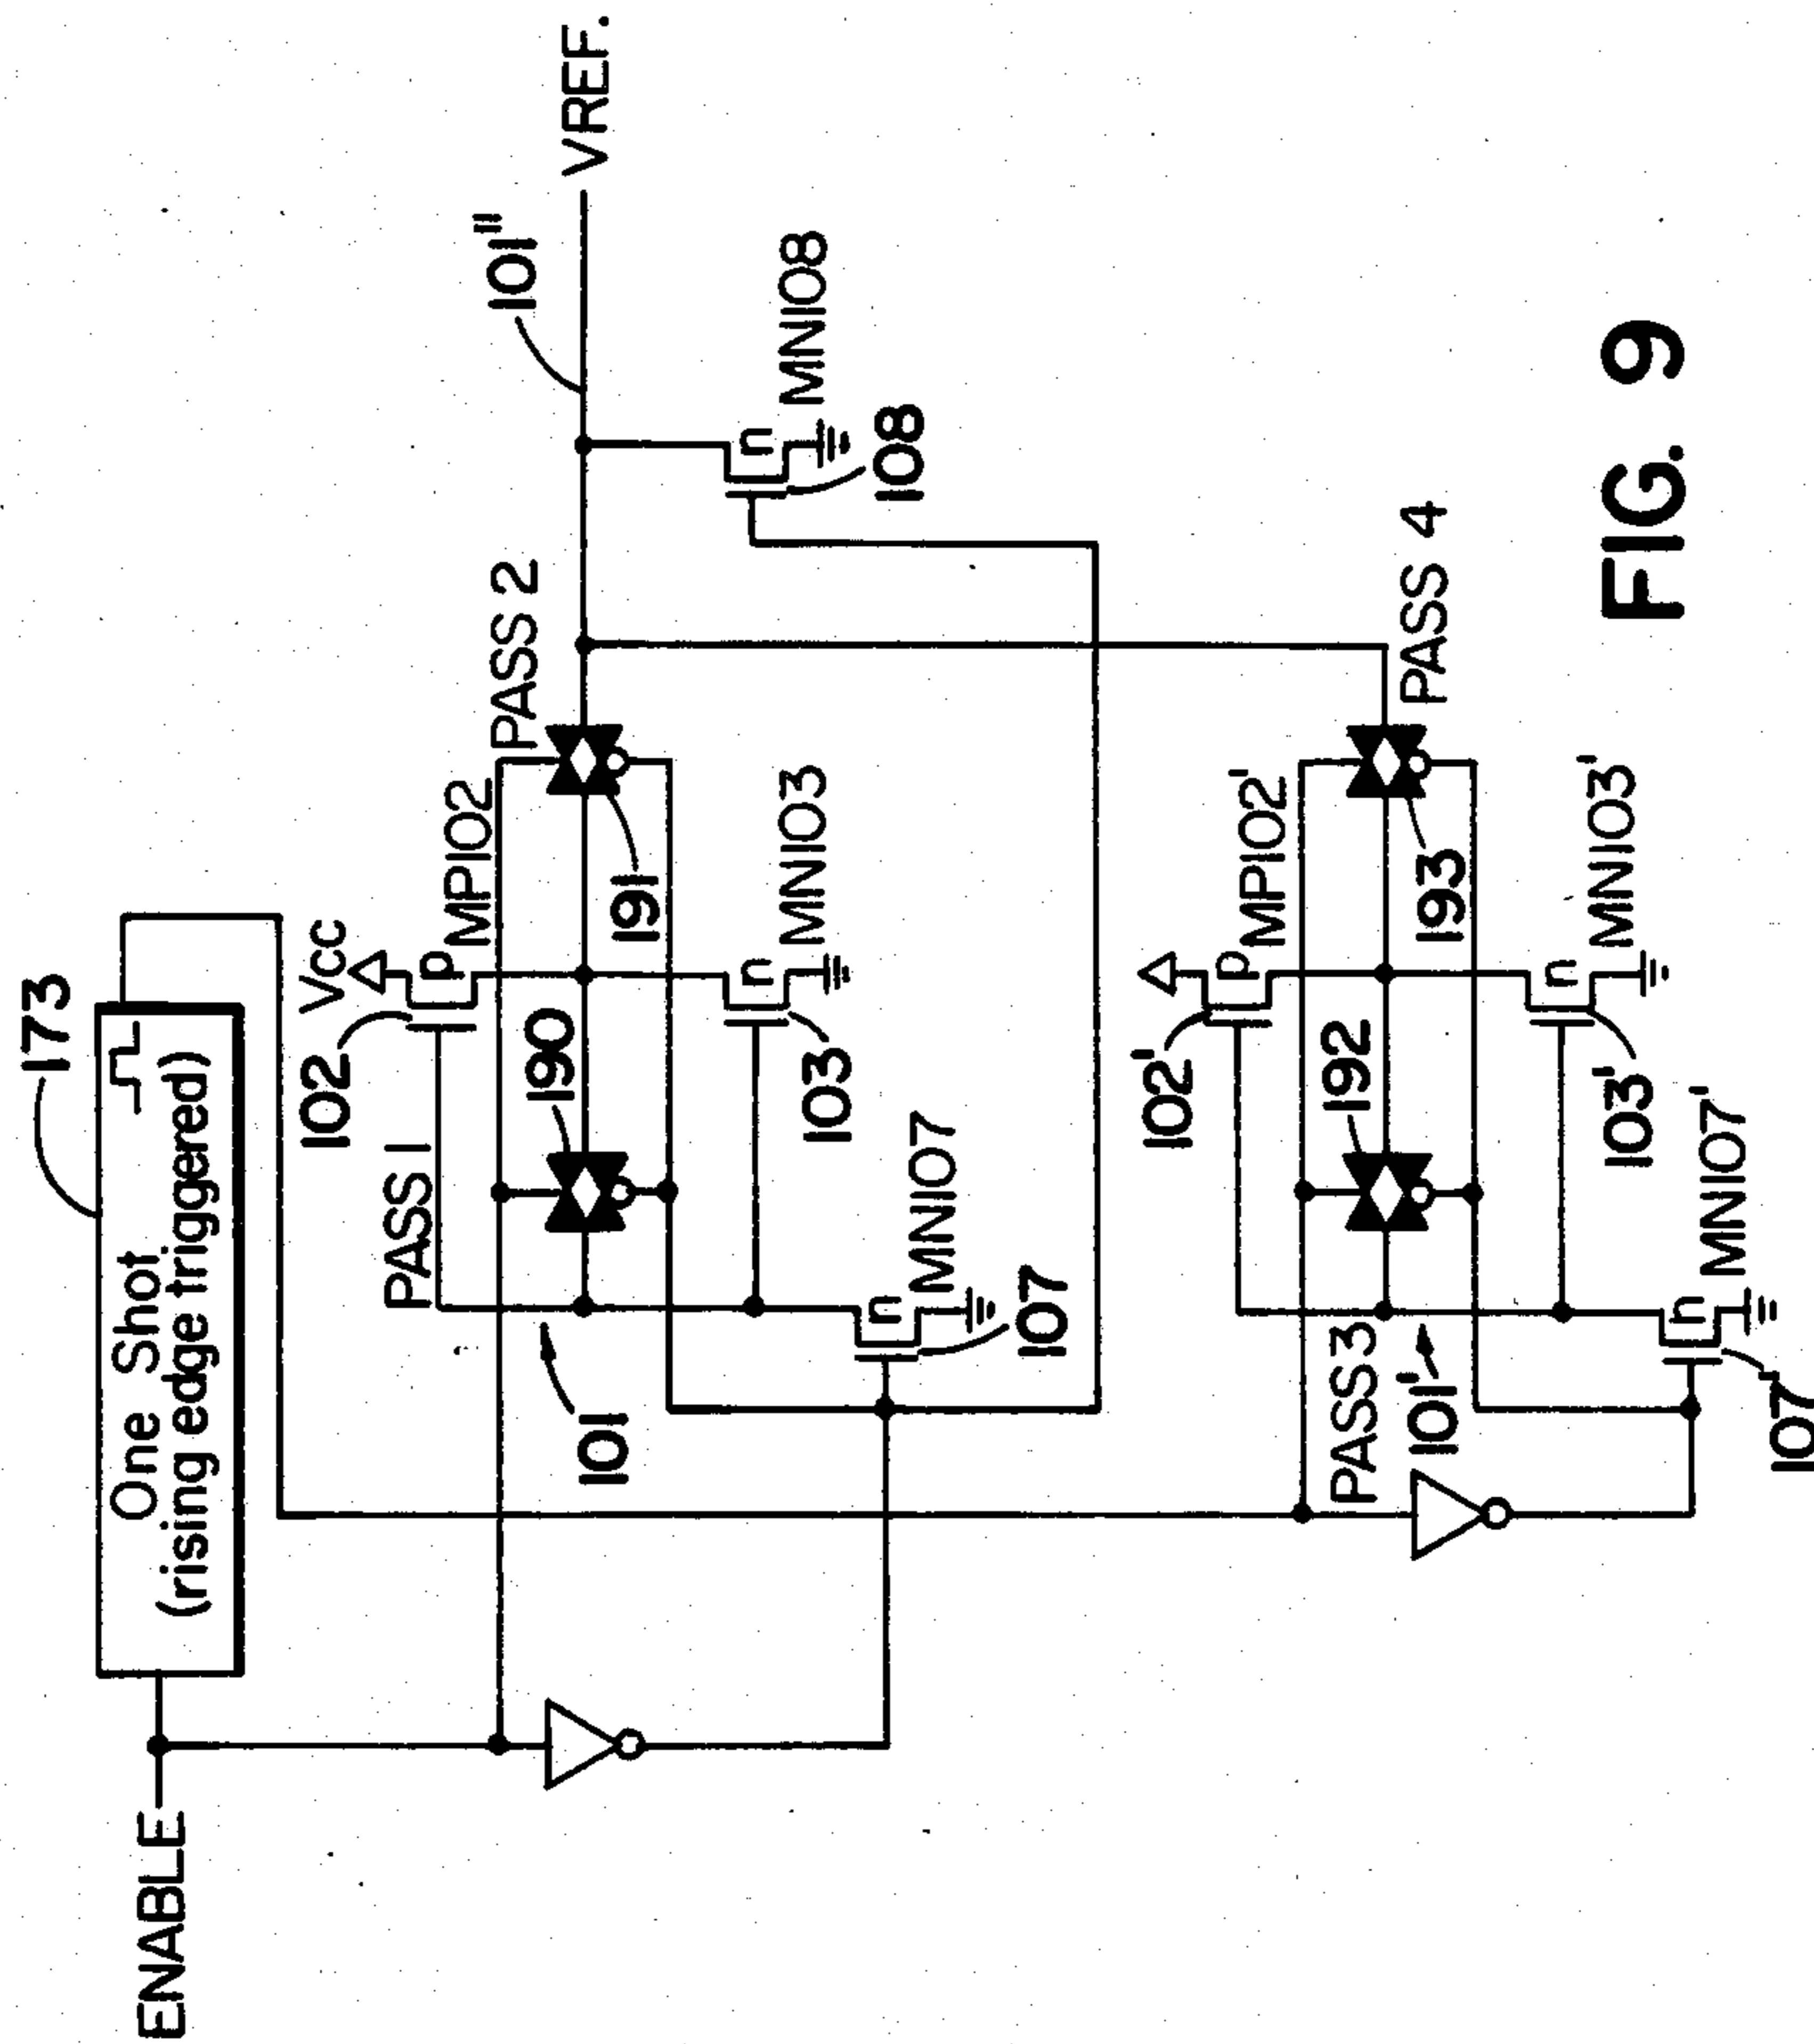 173
One Shot
(rising edge triggered)
ENABLE
Vcc
102
p
MP102
PASS 1
190
PASS 2
101"
VREF.
101
191
n
MN103
103
n
MN107
107
n
MN108
108
102'
p
MP102'
PASS 3
192
PASS 4
101'
193
n
MN103'
103'
n
MN107'
107'
FIG. 9